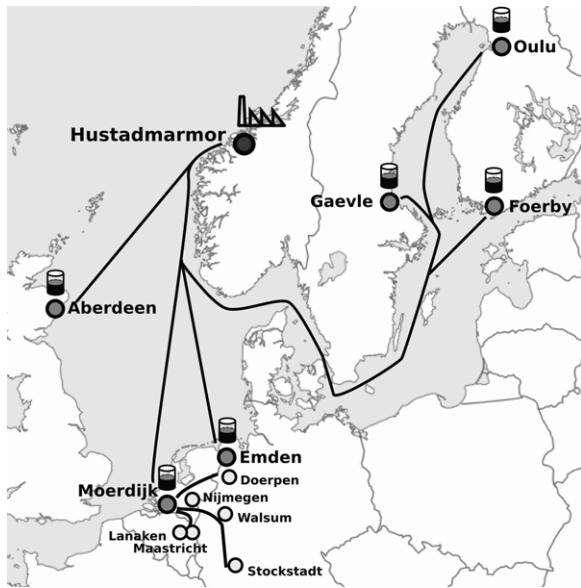 Oulu
Hustadmarmor
Gaevle
Foerby
Aberdeen
Emden
Doerpen
Moerdijk
Nijmegen
Walsum
Lanaken
Maastricht
Stockstadt